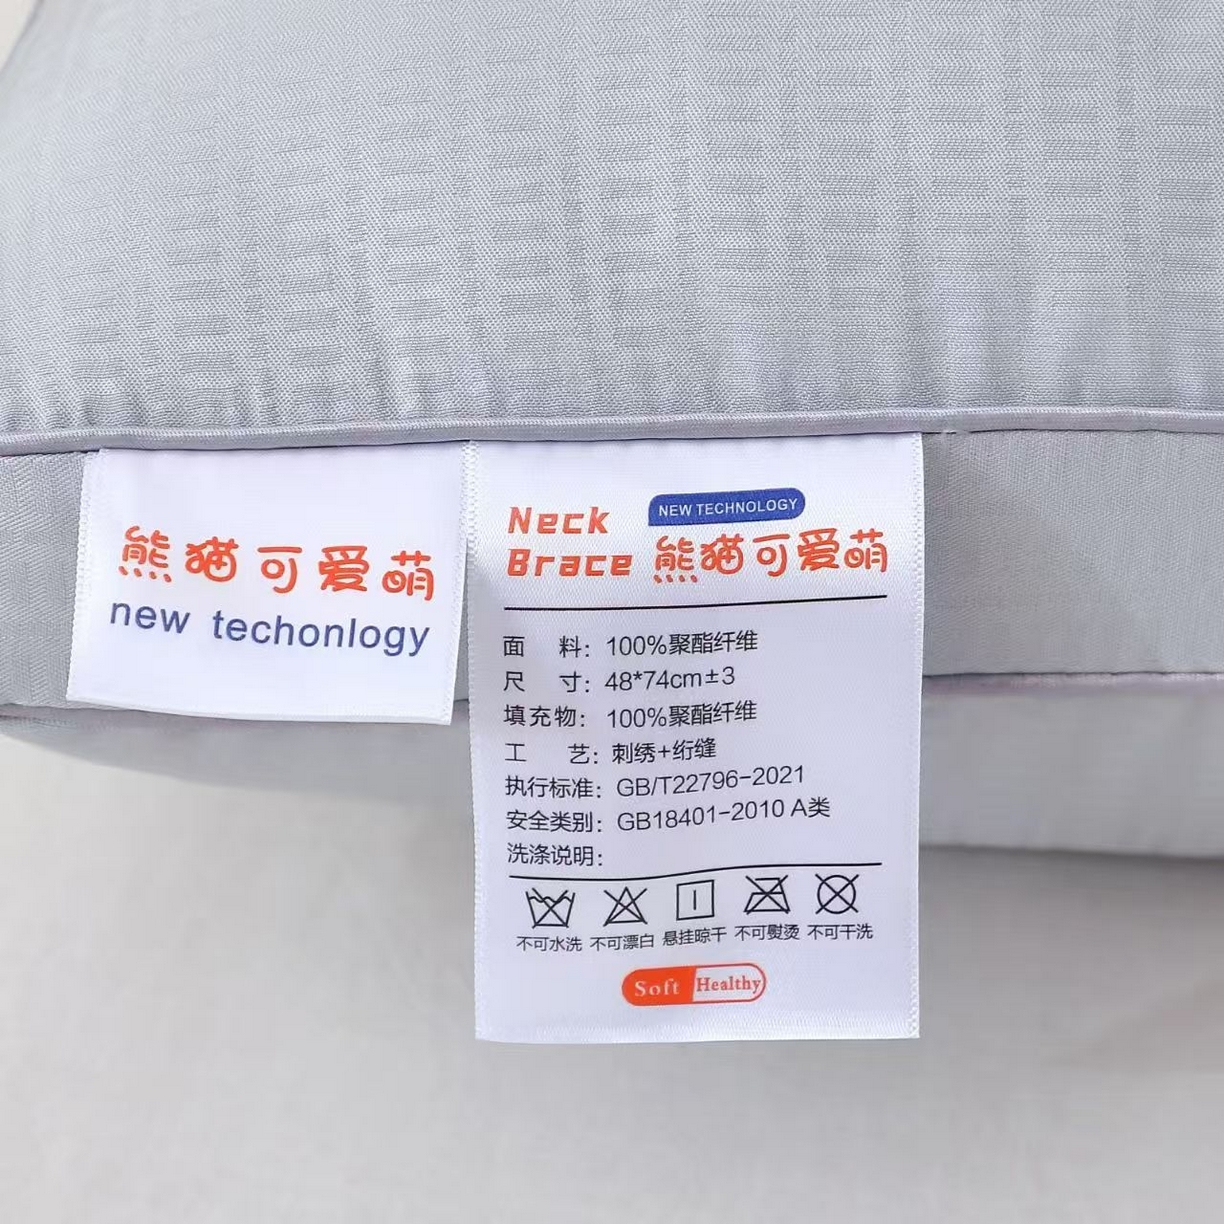 熊猫可爱萌
new techonlogy
Neck
Brace
NEW TECHNOLOGY
熊猫可爱萌
面 料：100%聚酯纤维
尺 寸：48*74cm±3
填充物：100%聚酯纤维
工 艺：刺绣+绗缝
执行标准：GB/T22796-2021
安全类别：GB18401-2010 A类
洗涤说明：
不可水洗 不可漂白 悬挂晾干 不可熨烫 不可干洗
Soft Healthy